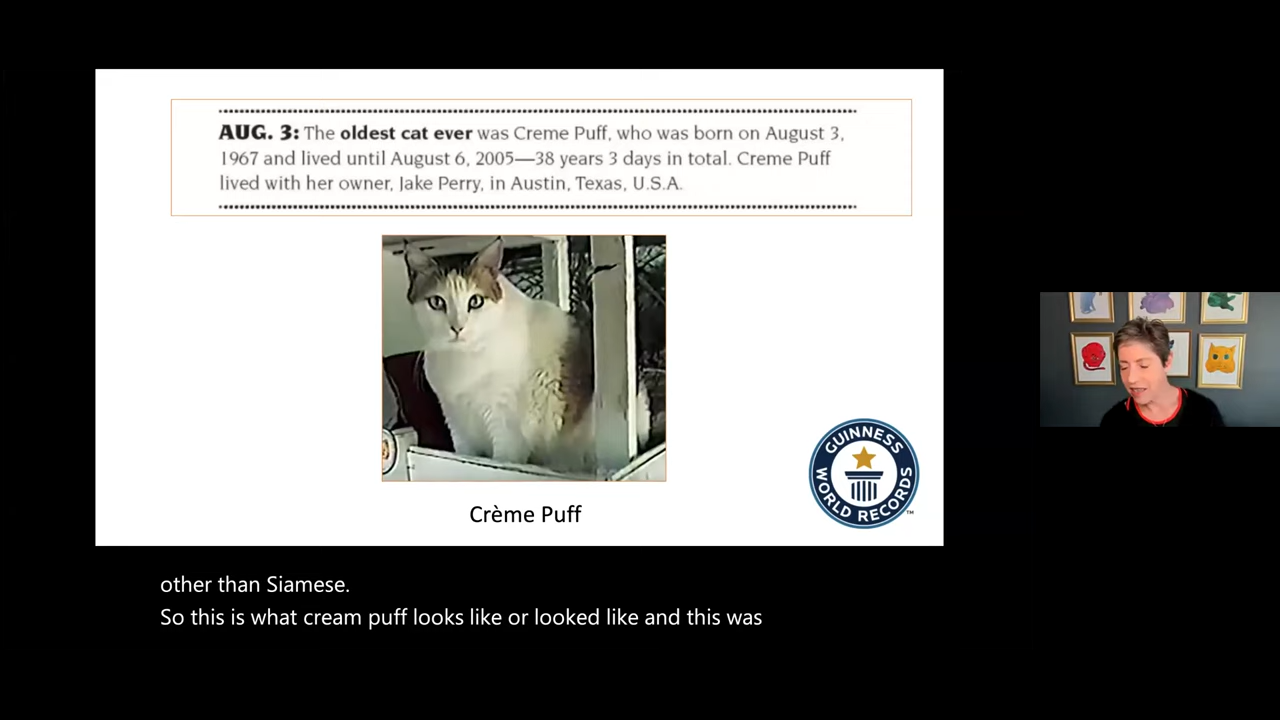 AUG. 3: The oldest cat ever was Creme Puff, who was born on August 3,
1967 and lived until August 6, 2005—38 years 3 days in total. Creme Puff
lived with her owner, Jake Perry, in Austin, Texas, U.S.A.
Crème Puff
GUINNESS
WORLD RECORDS
™
other than Siamese.
So this is what cream puff looks like or looked like and this was